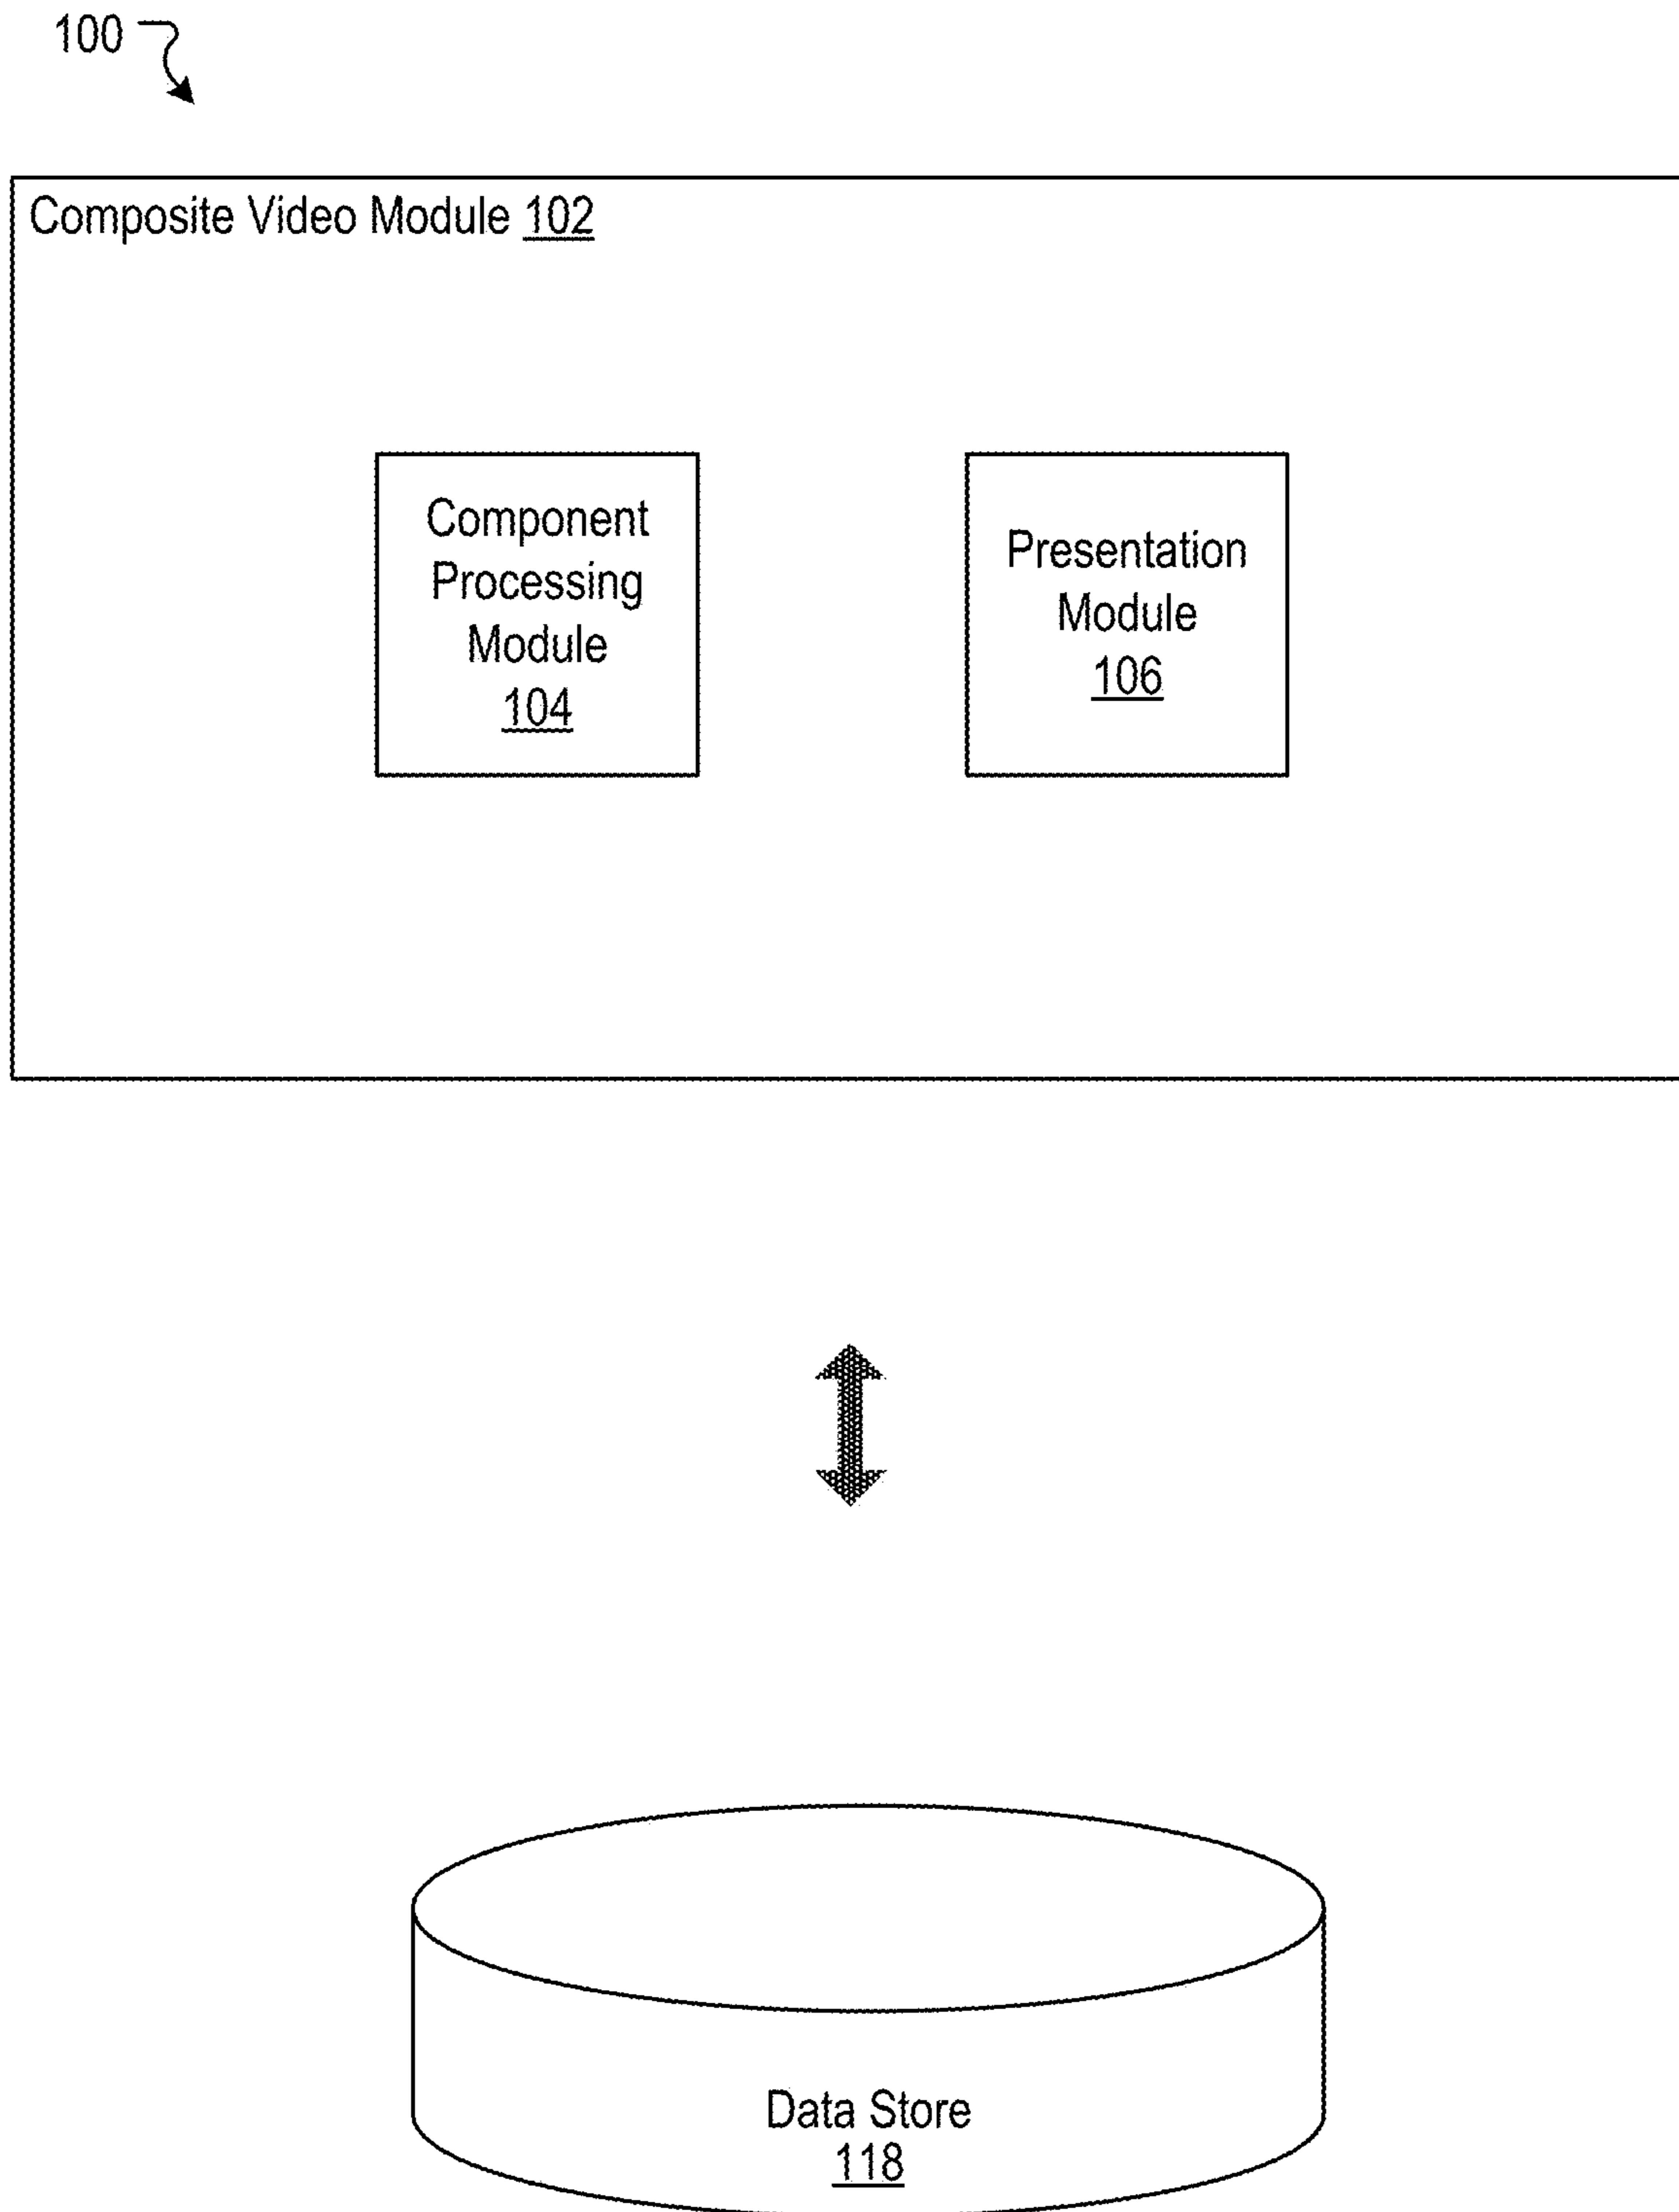 100
Composite Video Module 102
Component
Processing
Module
104
Presentation
Module
106
Data Store
118